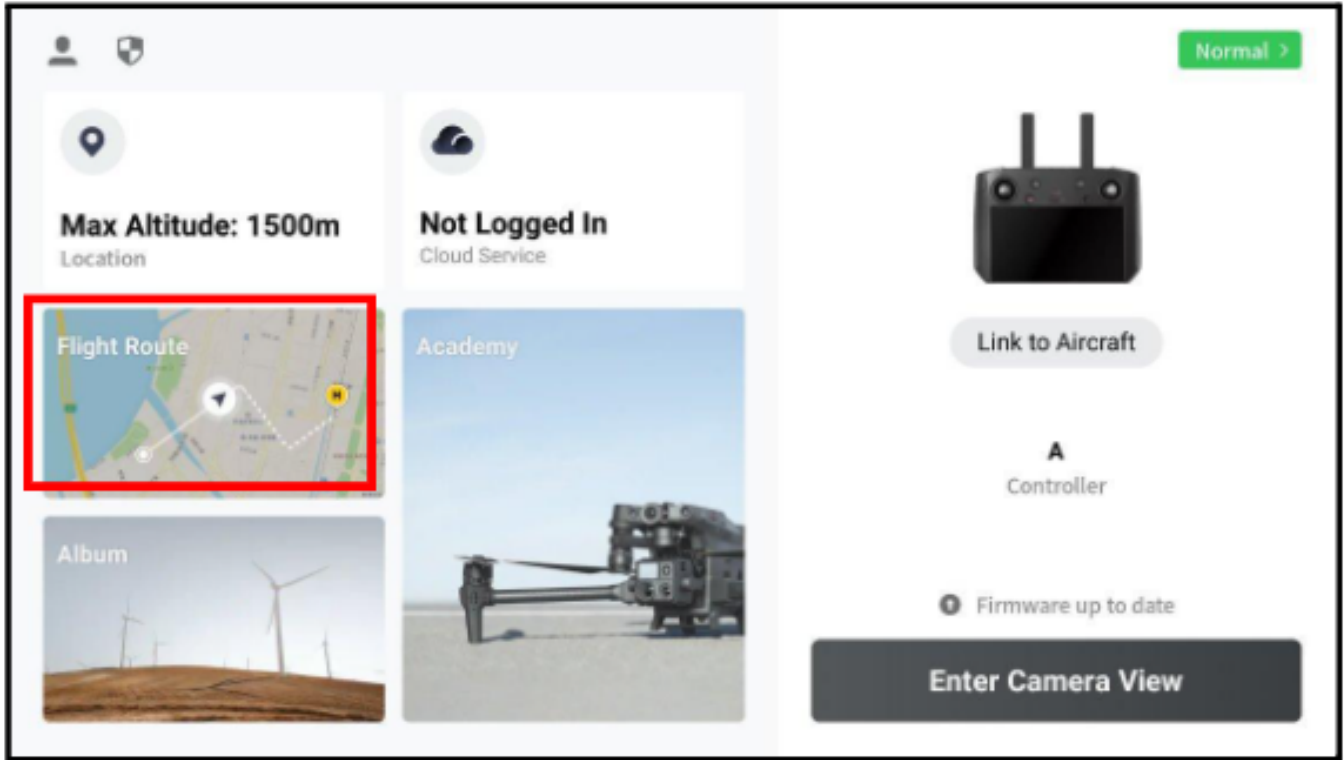 Normal >
Max Altitude: 1500m
Location
Not Logged In
Cloud Service
Flight Route
H
Academy
Album
Link to Aircraft
A
Controller
Firmware up to date
Enter Camera View